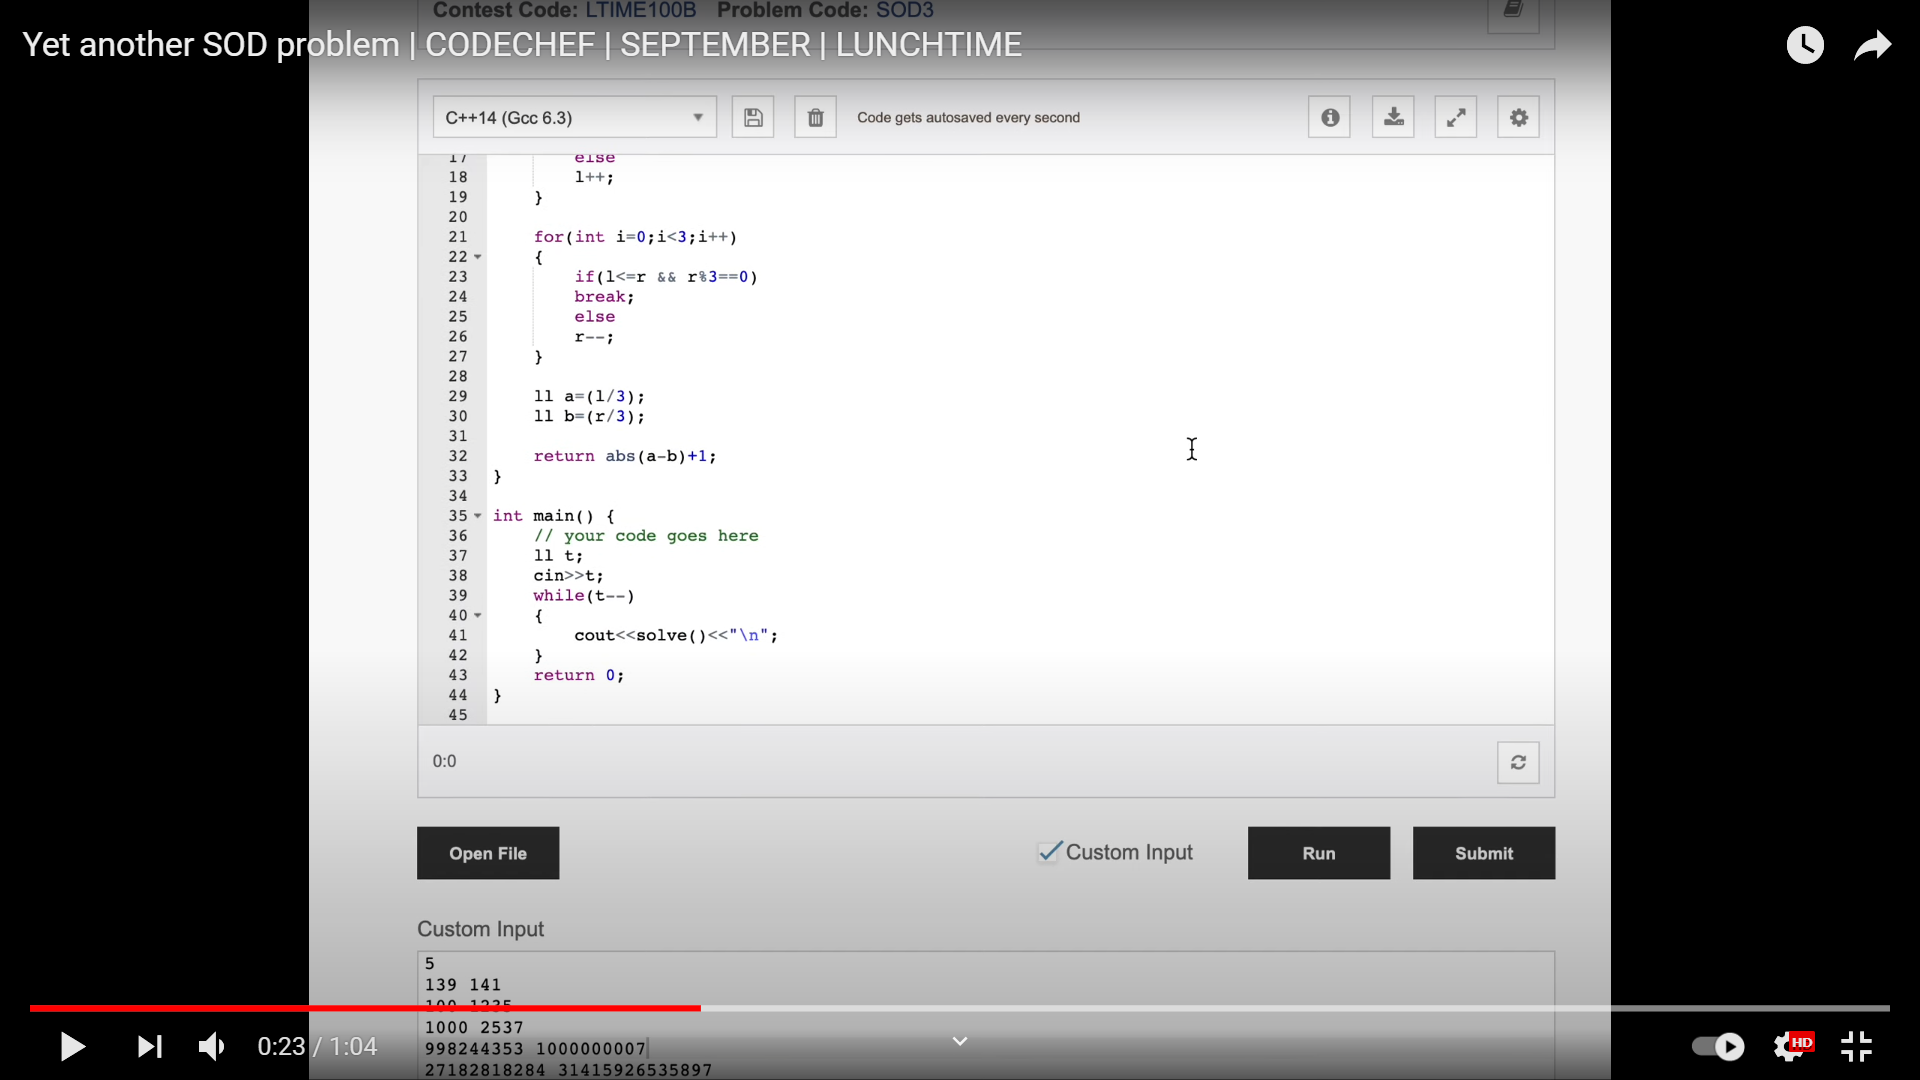 Contest Code: LTIME100B Problem Code: SOD3
Yet another SOD problem | CODECHEF | SEPTEMBER | LUNCHTIME
C++14 (Gcc 6.3) Code gets autosaved every second
17 else
18 l++;
19 }
20
21 for(int i=0;i<3;i++)
22 {
23 if(l<=r && r%3==0)
24 break;
25 else
26 r--;
27 }
28
29 ll a=(l/3);
30 ll b=(r/3);
31
32 return abs(a-b)+1;
33 }
34
35 int main() {
36 // your code goes here
37 ll t;
38 cin>>t;
39 while(t--)
40 {
41 cout<<solve()<<"\n";
42 }
43 return 0;
44 }
45
0:0
Open File Custom Input Run Submit
Custom Input
5
139 141
100 1235
1000 2537
998244353 1000000007
27182818284 31415926535897
0:23 / 1:04 HD